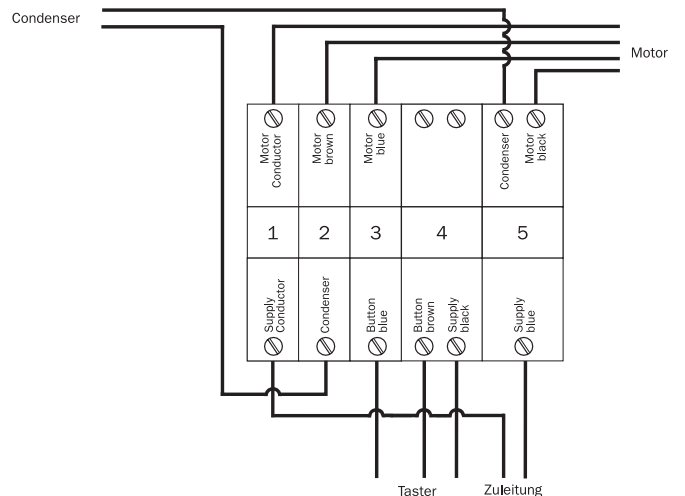 Condenser
Motor
Motor
Conductor
Motor
brown
Motor
blue
Condenser
Motor
black
1
2
3
4
5
Supply
Conductor
Condenser
Button
blue
Button
brown
Supply
black
Supply
blue
Taster
Zuleitung